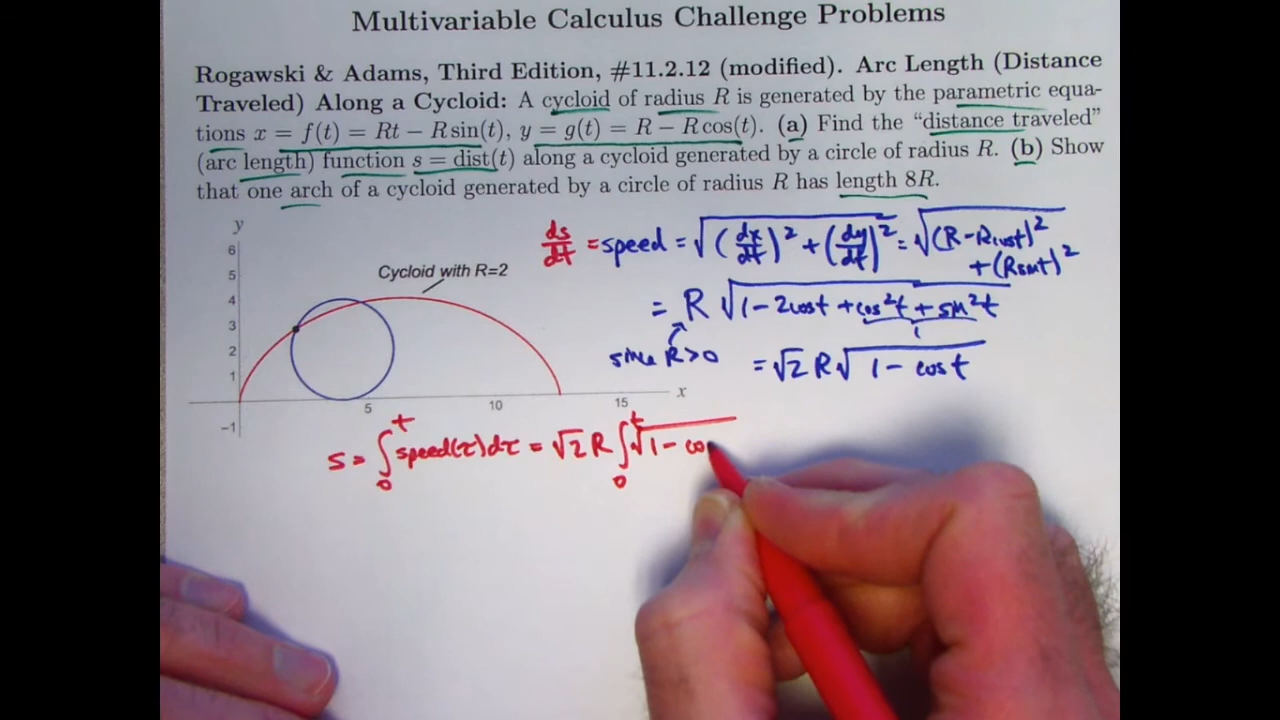 Multivariable Calculus Challenge Problems
Rogawski & Adams, Third Edition, #11.2.12 (modified). Arc Length (Distance
Traveled) Along a Cycloid: A cycloid of radius R is generated by the parametric equa-
tions x = f(t) = Rt − R sin(t), y = g(t) = R − R cos(t). (a) Find the “distance traveled”
(arc length) function s = dist(t) along a cycloid generated by a circle of radius R. (b) Show
that one arch of a cycloid generated by a circle of radius R has length 8R.
y
6
5
4
3
2
1
−1
5
10
15
x
Cycloid with R=2
ds/dt = speed = √((dx/dt)² + (dy/dt)²) = √((R−Rcost)² + (Rsint)²)
= R √(1−2cost + cos²t + sin²t)
1
since R>0
= √2 R √(1 − cost)
s = ∫₀ᵗ speed(τ)dτ = √2 R ∫₀ᵗ √(1− co